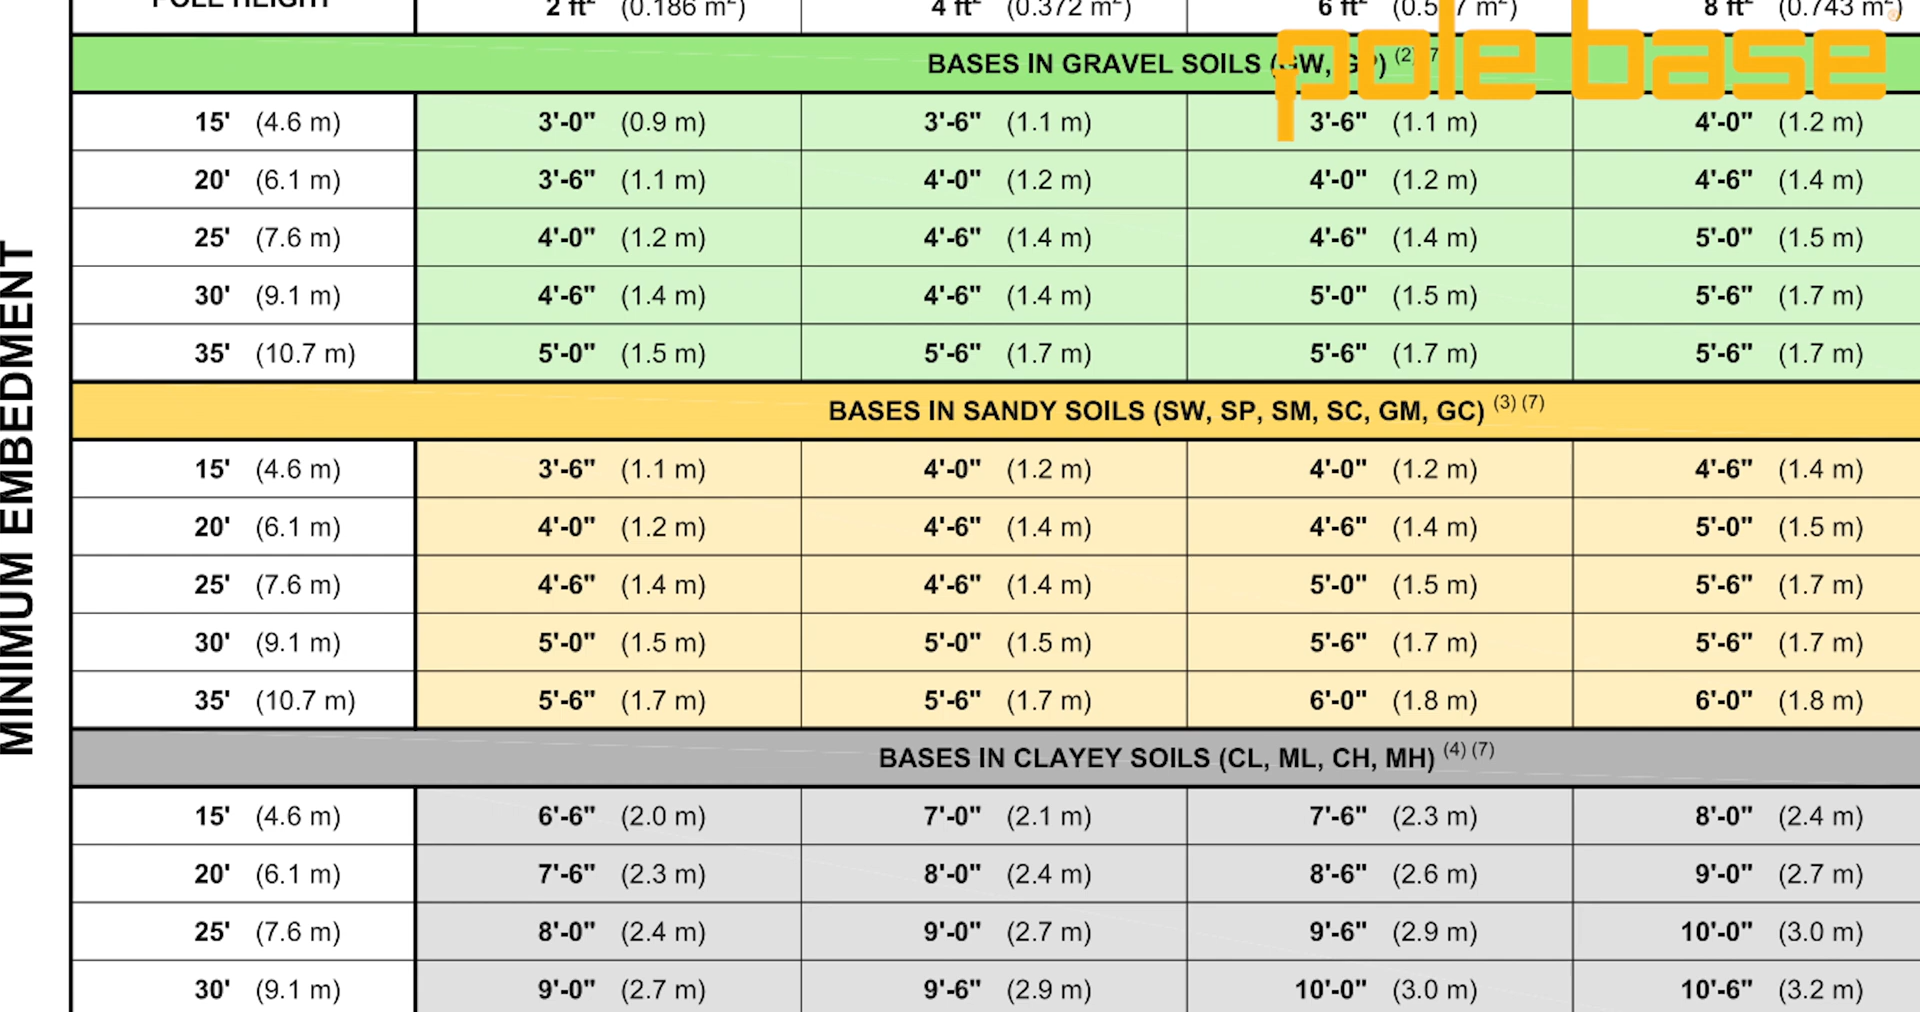 POLE HEIGHT 2 ft² (0.186 m²) 4 ft² (0.372 m²) 6 ft² 8 ft² (0.743 m²)
pole base
BASES IN GRAVEL SOILS (GW, GP) (2)
15' (4.6 m) 3'-0" (0.9 m) 3'-6" (1.1 m) 3'-6" (1.1 m) 4'-0" (1.2 m)
20' (6.1 m) 3'-6" (1.1 m) 4'-0" (1.2 m) 4'-0" (1.2 m) 4'-6" (1.4 m)
25' (7.6 m) 4'-0" (1.2 m) 4'-6" (1.4 m) 4'-6" (1.4 m) 5'-0" (1.5 m)
30' (9.1 m) 4'-6" (1.4 m) 4'-6" (1.4 m) 5'-0" (1.5 m) 5'-6" (1.7 m)
35' (10.7 m) 5'-0" (1.5 m) 5'-6" (1.7 m) 5'-6" (1.7 m) 5'-6" (1.7 m)
BASES IN SANDY SOILS (SW, SP, SM, SC, GM, GC) (3) (7)
15' (4.6 m) 3'-6" (1.1 m) 4'-0" (1.2 m) 4'-0" (1.2 m) 4'-6" (1.4 m)
20' (6.1 m) 4'-0" (1.2 m) 4'-6" (1.4 m) 4'-6" (1.4 m) 5'-0" (1.5 m)
25' (7.6 m) 4'-6" (1.4 m) 4'-6" (1.4 m) 5'-0" (1.5 m) 5'-6" (1.7 m)
30' (9.1 m) 5'-0" (1.5 m) 5'-0" (1.5 m) 5'-6" (1.7 m) 5'-6" (1.7 m)
35' (10.7 m) 5'-6" (1.7 m) 5'-6" (1.7 m) 6'-0" (1.8 m) 6'-0" (1.8 m)
BASES IN CLAYEY SOILS (CL, ML, CH, MH) (4) (7)
15' (4.6 m) 6'-6" (2.0 m) 7'-0" (2.1 m) 7'-6" (2.3 m) 8'-0" (2.4 m)
20' (6.1 m) 7'-6" (2.3 m) 8'-0" (2.4 m) 8'-6" (2.6 m) 9'-0" (2.7 m)
25' (7.6 m) 8'-0" (2.4 m) 9'-0" (2.7 m) 9'-6" (2.9 m) 10'-0" (3.0 m)
30' (9.1 m) 9'-0" (2.7 m) 9'-6" (2.9 m) 10'-0" (3.0 m) 10'-6" (3.2 m)
MINIMUM EMBEDMENT